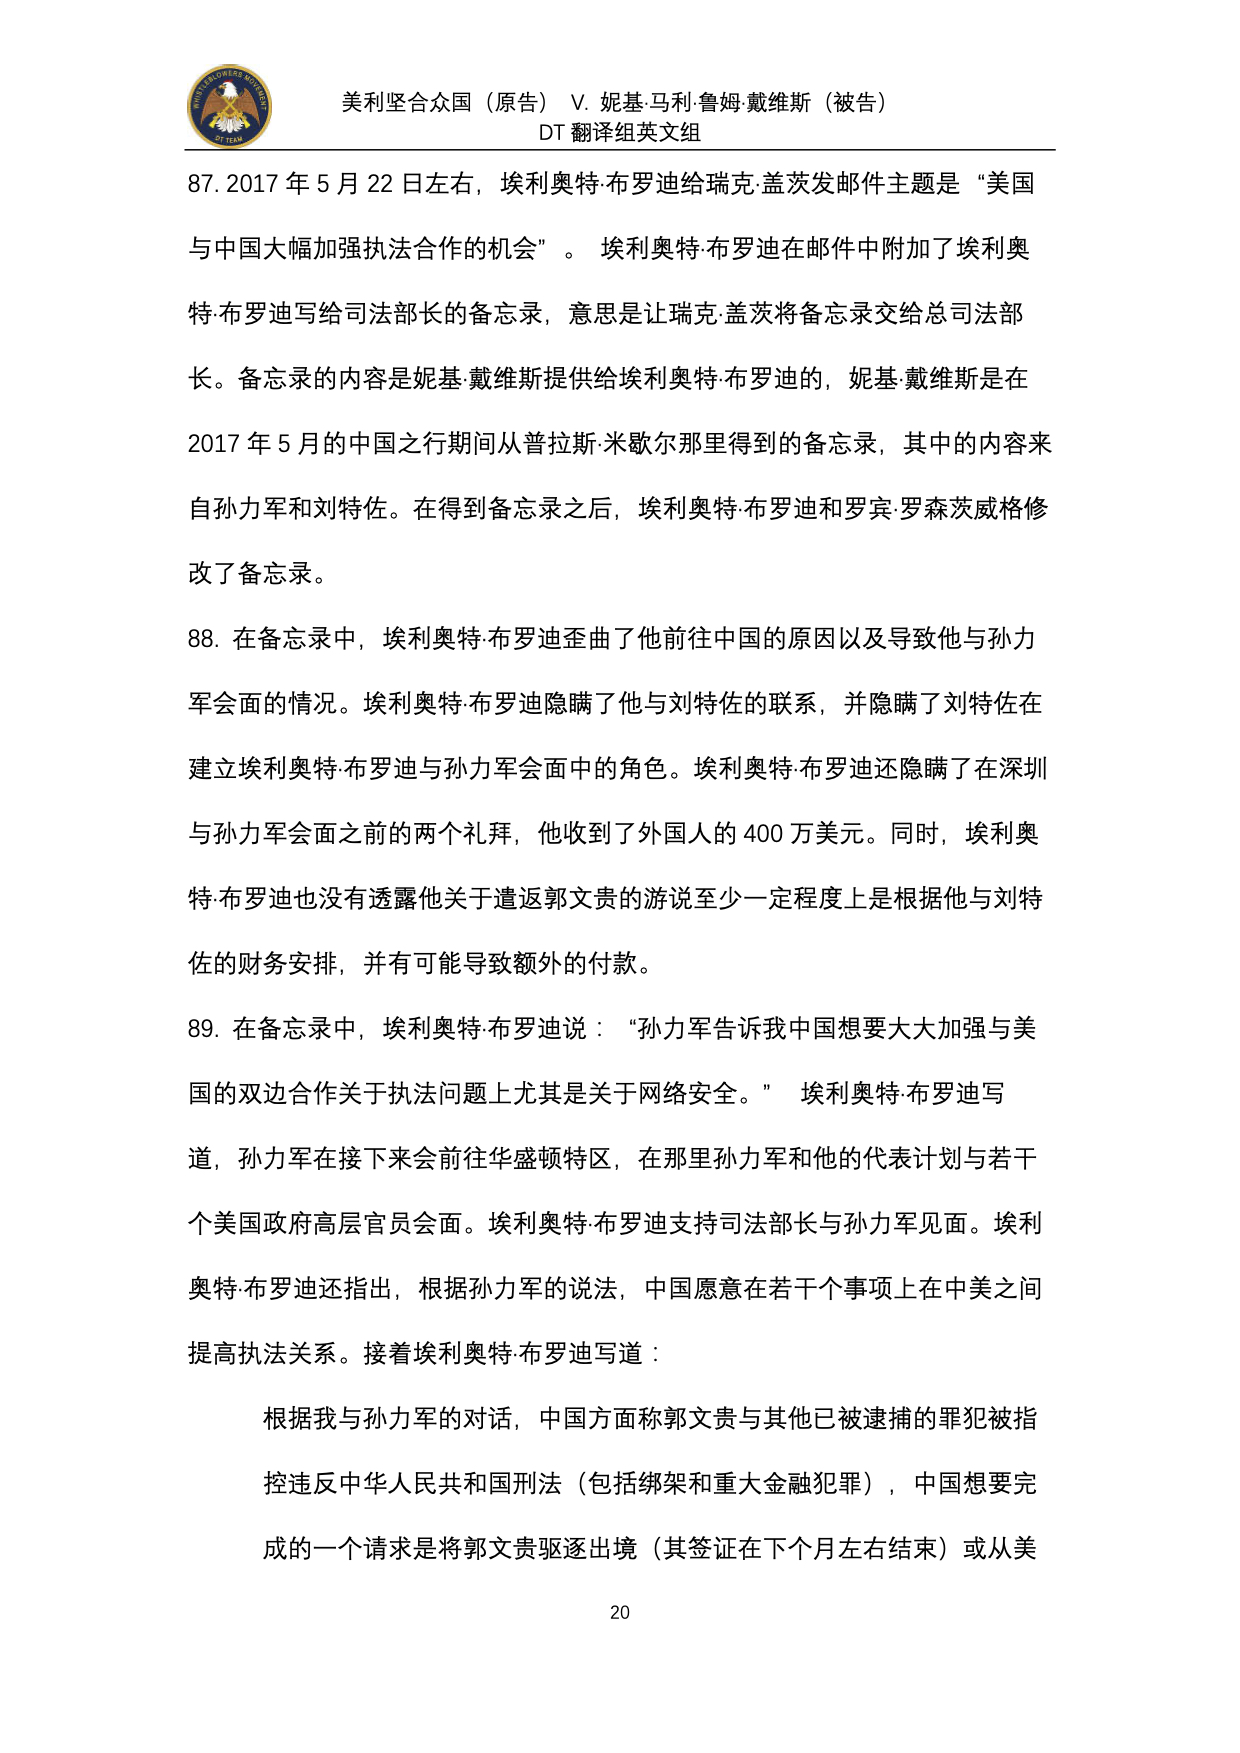 WHISTLEBLOWERS MOVEMENT
DT TEAM
美利坚合众国（原告） V. 妮基·马利·鲁姆·戴维斯（被告）
DT 翻译组英文组
87. 2017 年 5 月 22 日左右，埃利奥特·布罗迪给瑞克·盖茨发邮件主题是“美国
与中国大幅加强执法合作的机会”。 埃利奥特·布罗迪在邮件中附加了埃利奥
特·布罗迪写给司法部长的备忘录，意思是让瑞克·盖茨将备忘录交给总司法部
长。备忘录的内容是妮基·戴维斯提供给埃利奥特·布罗迪的，妮基·戴维斯是在
2017 年 5 月的中国之行期间从普拉斯·米歇尔那里得到的备忘录，其中的内容来
自孙力军和刘特佐。在得到备忘录之后，埃利奥特·布罗迪和罗宾·罗森茨威格修
改了备忘录。
88. 在备忘录中，埃利奥特·布罗迪歪曲了他前往中国的原因以及导致他与孙力
军会面的情况。埃利奥特·布罗迪隐瞒了他与刘特佐的联系，并隐瞒了刘特佐在
建立埃利奥特·布罗迪与孙力军会面中的角色。埃利奥特·布罗迪还隐瞒了在深圳
与孙力军会面之前的两个礼拜，他收到了外国人的 400 万美元。同时，埃利奥
特·布罗迪也没有透露他关于遣返郭文贵的游说至少一定程度上是根据他与刘特
佐的财务安排，并有可能导致额外的付款。
89. 在备忘录中，埃利奥特·布罗迪说：“孙力军告诉我中国想要大大加强与美
国的双边合作关于执法问题上尤其是关于网络安全。” 埃利奥特·布罗迪写
道，孙力军在接下来会前往华盛顿特区，在那里孙力军和他的代表计划与若干
个美国政府高层官员会面。埃利奥特·布罗迪支持司法部长与孙力军见面。埃利
奥特·布罗迪还指出，根据孙力军的说法，中国愿意在若干个事项上在中美之间
提高执法关系。接着埃利奥特·布罗迪写道：
根据我与孙力军的对话，中国方面称郭文贵与其他已被逮捕的罪犯被指
控违反中华人民共和国刑法（包括绑架和重大金融犯罪），中国想要完
成的一个请求是将郭文贵驱逐出境（其签证在下个月左右结束）或从美
20